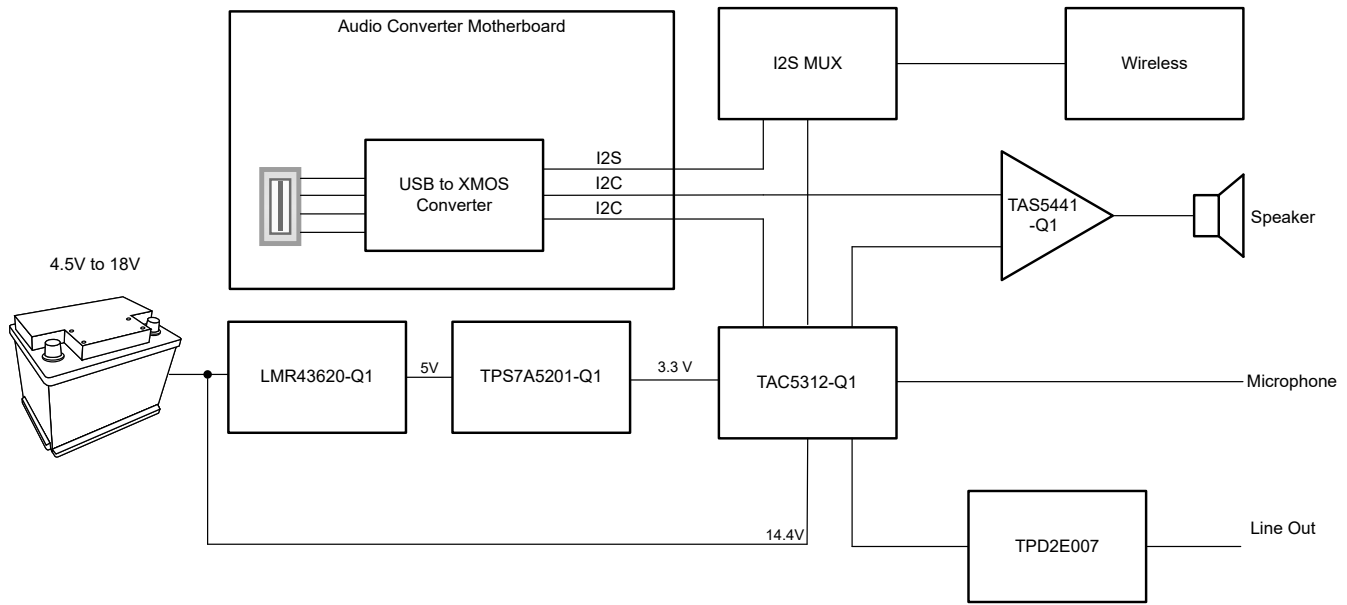 Audio Converter Motherboard
I2S MUX
Wireless
USB to XMOS
Converter
I2S
I2C
I2C
TAS5441
-Q1
Speaker
4.5V to 18V
LMR43620-Q1
5V
TPS7A5201-Q1
3.3 V
TAC5312-Q1
Microphone
14.4V
TPD2E007
Line Out